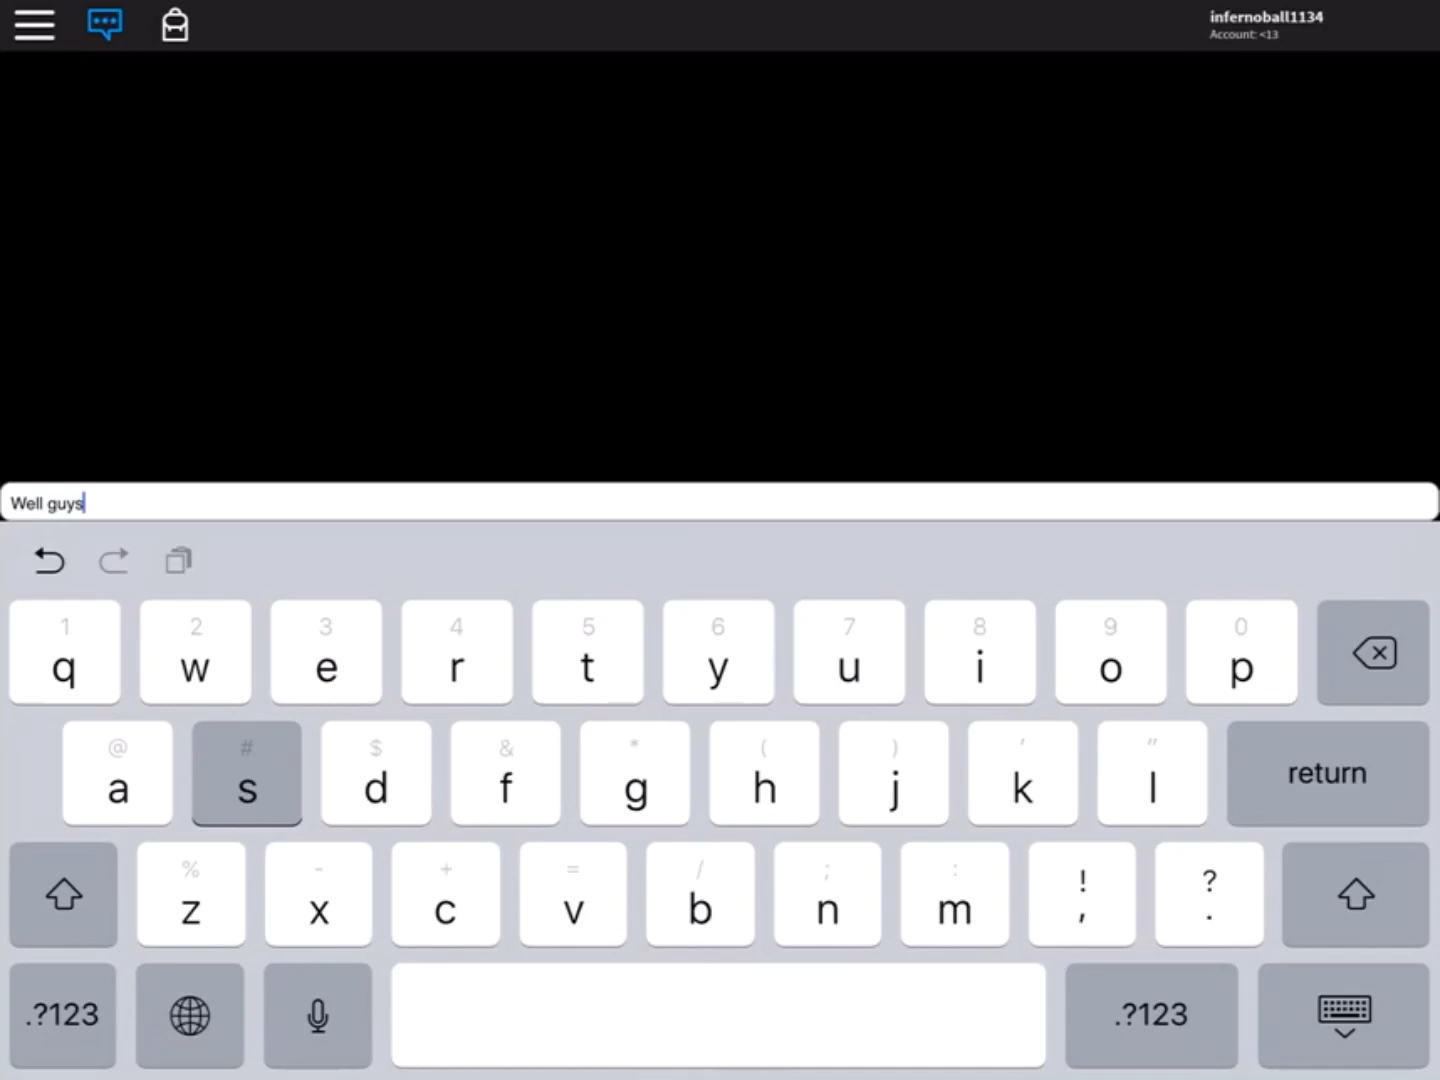 infernoball1134
Account: <13
Well guys
1 2 3 4 5 6 7 8 9 0
q w e r t y u i o p
@ # $ & * ( ) ' "
a s d f g h j k l return
% - + = / ; : ! ?
z x c v b n m , .
.?123 .?123